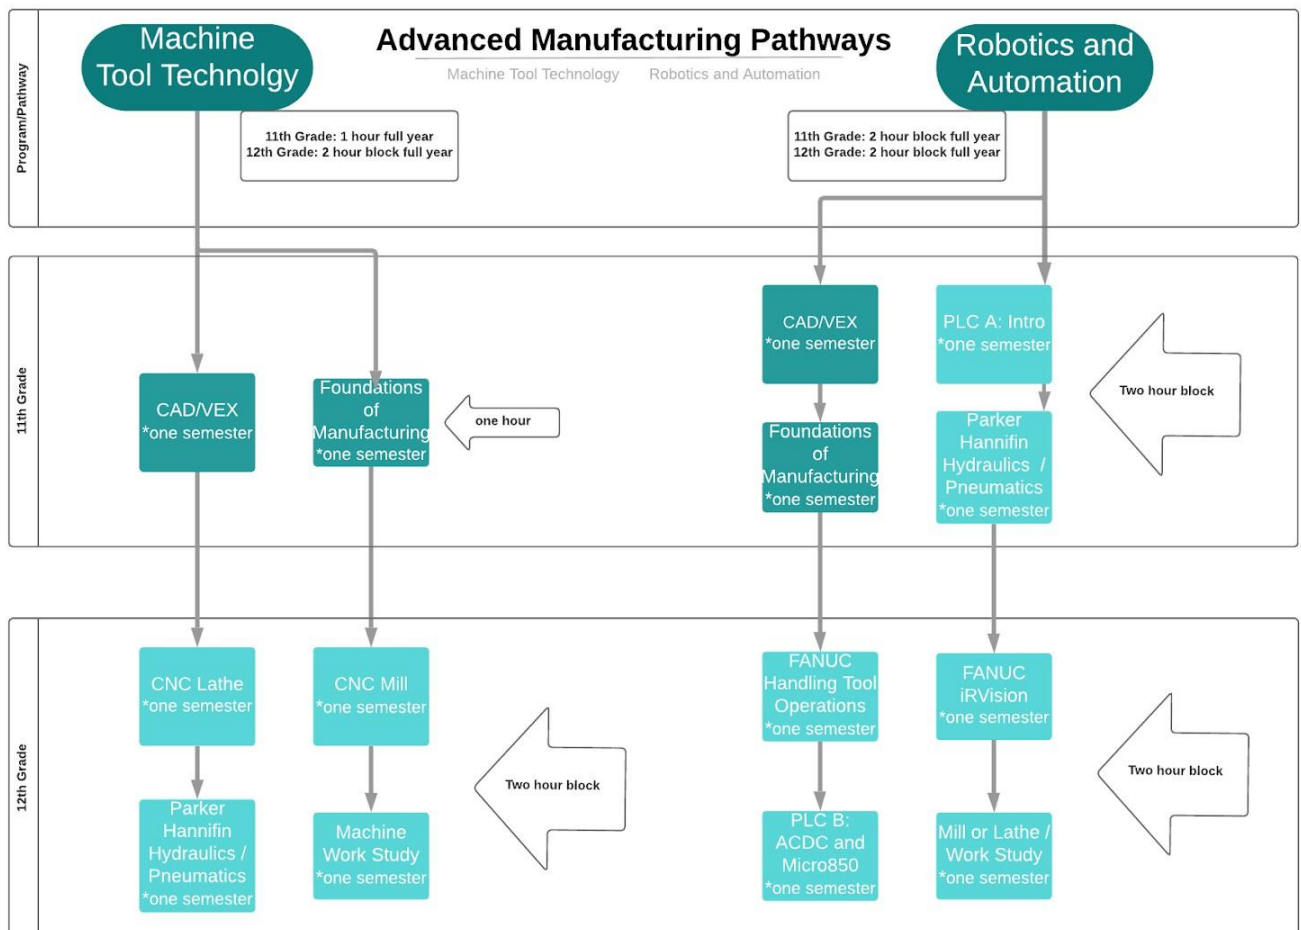 Advanced Manufacturing Pathways
Machine Tool Technology
Robotics and Automation
Program/Pathway
Machine
Tool Technolgy
11th Grade: 1 hour full year
12th Grade: 2 hour block full year
Robotics and
Automation
11th Grade: 2 hour block full year
12th Grade: 2 hour block full year
11th Grade
CAD/VEX
*one semester
Foundations
of
Manufacturing
*one semester
one hour
CAD/VEX
*one semester
Foundations
of
Manufacturing
*one semester
PLC A: Intro
*one semester
Parker
Hannifin
Hydraulics /
Pneumatics
*one semester
Two hour block
12th Grade
CNC Lathe
*one semester
Parker
Hannifin
Hydraulics /
Pneumatics
*one semester
CNC Mill
*one semester
Machine
Work Study
*one semester
Two hour block
FANUC
Handling Tool
Operations
*one semester
PLC B:
ACDC and
Micro850
*one semester
FANUC
iRVision
*one semester
Mill or Lathe /
Work Study
*one semester
Two hour block